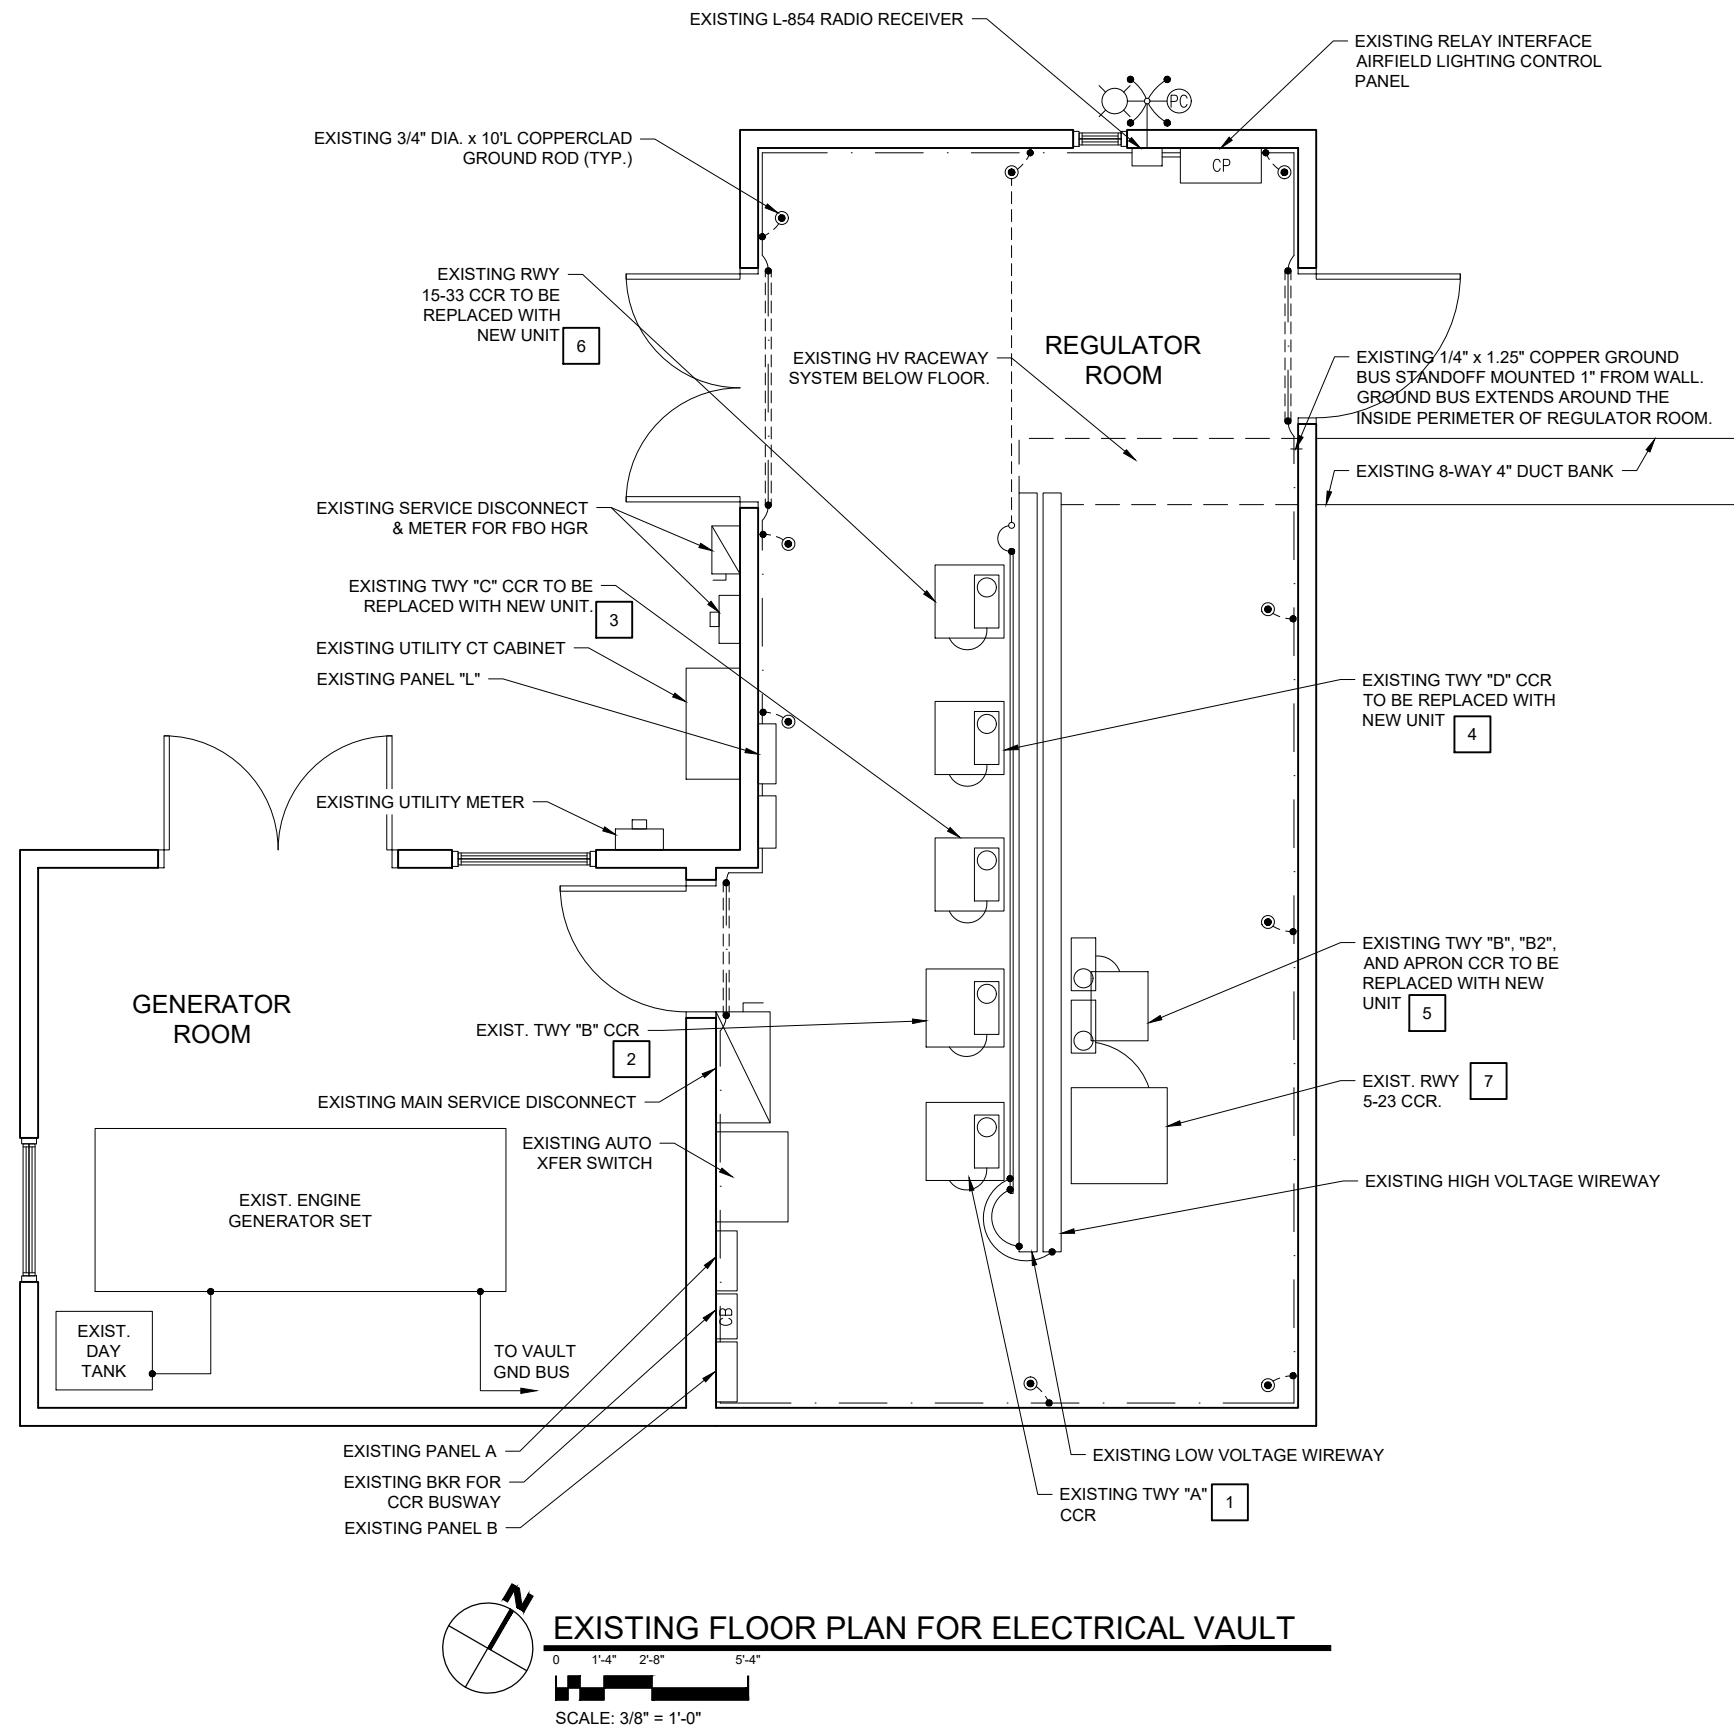 EXISTING L-854 RADIO RECEIVER
EXISTING RELAY INTERFACE
AIRFIELD LIGHTING CONTROL
PANEL
PC
EXISTING 3/4" DIA. x 10'L COPPERCLAD
GROUND ROD (TYP.)
CP
EXISTING RWY
15-33 CCR TO BE
REPLACED WITH
NEW UNIT
6
EXISTING HV RACEWAY
SYSTEM BELOW FLOOR.
REGULATOR
ROOM
EXISTING 1/4" x 1.25" COPPER GROUND
BUS STANDOFF MOUNTED 1" FROM WALL.
GROUND BUS EXTENDS AROUND THE
INSIDE PERIMETER OF REGULATOR ROOM.
EXISTING 8-WAY 4" DUCT BANK
EXISTING SERVICE DISCONNECT
& METER FOR FBO HGR
EXISTING TWY "C" CCR TO BE
REPLACED WITH NEW UNIT.
3
EXISTING UTILITY CT CABINET
EXISTING PANEL "L"
EXISTING TWY "D" CCR
TO BE REPLACED WITH
NEW UNIT
4
EXISTING UTILITY METER
EXISTING TWY "B", "B2",
AND APRON CCR TO BE
REPLACED WITH NEW
UNIT
5
GENERATOR
ROOM
EXIST. TWY "B" CCR
2
EXIST. RWY
5-23 CCR.
7
EXISTING MAIN SERVICE DISCONNECT
EXISTING AUTO
XFER SWITCH
EXISTING HIGH VOLTAGE WIREWAY
EXIST. ENGINE
GENERATOR SET
CB
EXIST.
DAY
TANK
TO VAULT
GND BUS
EXISTING PANEL A
EXISTING BKR FOR
CCR BUSWAY
EXISTING PANEL B
EXISTING LOW VOLTAGE WIREWAY
EXISTING TWY "A"
CCR
1
N
EXISTING FLOOR PLAN FOR ELECTRICAL VAULT
0 1'-4" 2'-8" 5'-4"
SCALE: 3/8" = 1'-0"